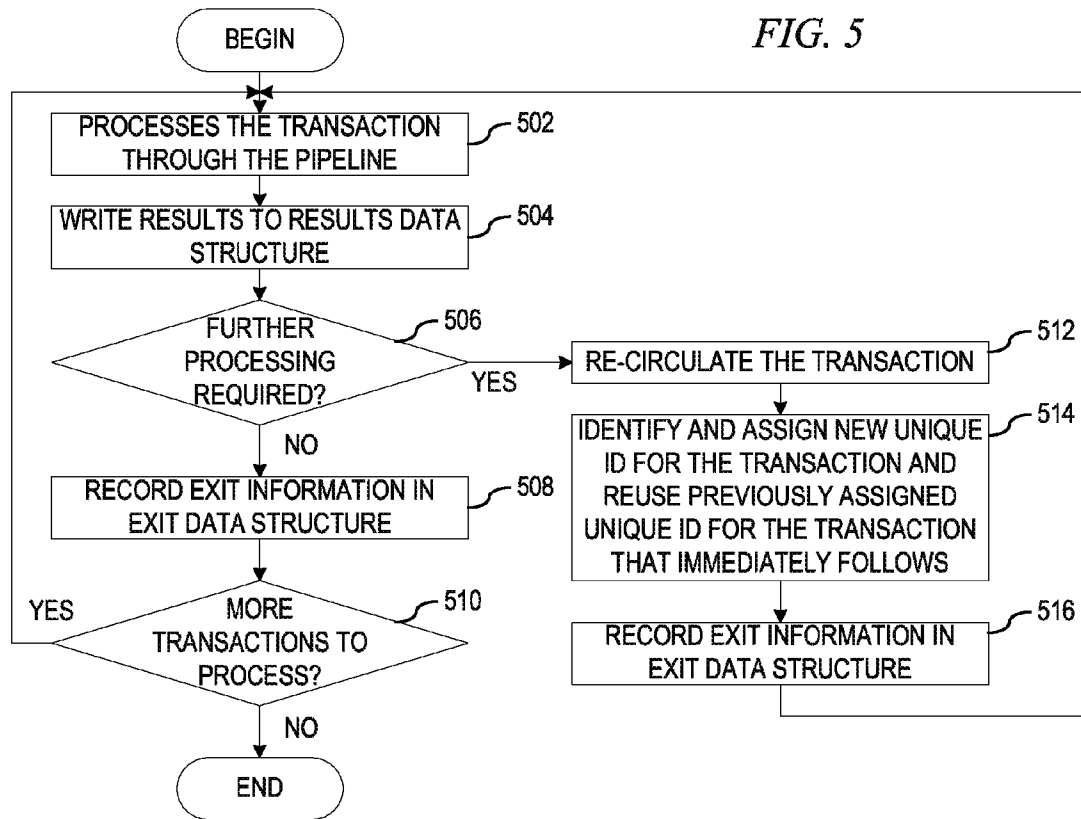 FIG. 5
BEGIN
PROCESSES THE TRANSACTION
THROUGH THE PIPELINE
502
WRITE RESULTS TO RESULTS DATA
STRUCTURE
504
FURTHER
PROCESSING
REQUIRED?
506
YES
NO
RECORD EXIT INFORMATION IN
EXIT DATA STRUCTURE
508
MORE
TRANSACTIONS TO
PROCESS?
510
YES
NO
END
RE-CIRCULATE THE TRANSACTION
512
IDENTIFY AND ASSIGN NEW UNIQUE
ID FOR THE TRANSACTION AND
REUSE PREVIOUSLY ASSIGNED
UNIQUE ID FOR THE TRANSACTION
THAT IMMEDIATELY FOLLOWS
514
RECORD EXIT INFORMATION IN
EXIT DATA STRUCTURE
516